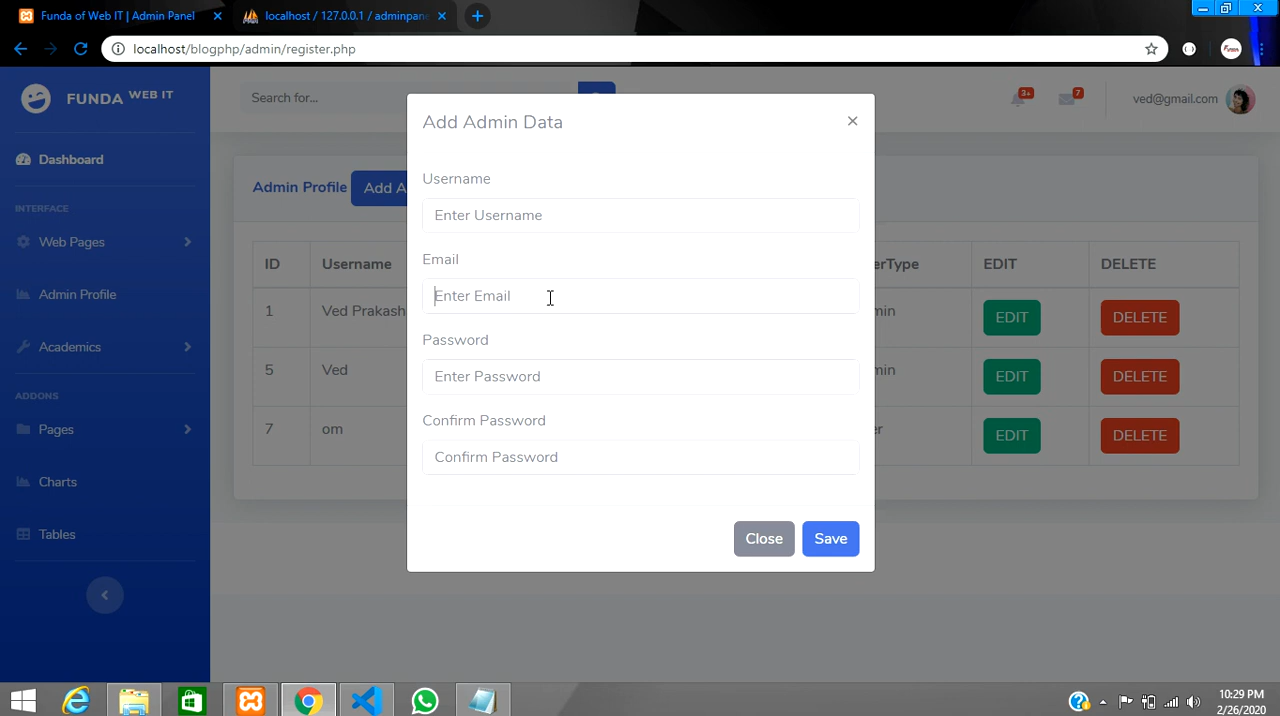 Funda of Web IT | Admin Panel
localhost / 127.0.0.1 / adminpane
localhost/blogphp/admin/register.php
FUNDA WEB IT
Search for...
3+
7
ved@gmail.com
Dashboard
INTERFACE
Web Pages
Admin Profile
Academics
ADDONS
Pages
Charts
Tables
Admin Profile
Add A
ID
Username
erType
EDIT
DELETE
1
Ved Prakash
min
EDIT
DELETE
5
Ved
min
EDIT
DELETE
7
om
er
EDIT
DELETE
Add Admin Data
×
Username
Enter Username
Email
Enter Email
Password
Enter Password
Confirm Password
Confirm Password
Close
Save
10:29 PM
2/26/2020